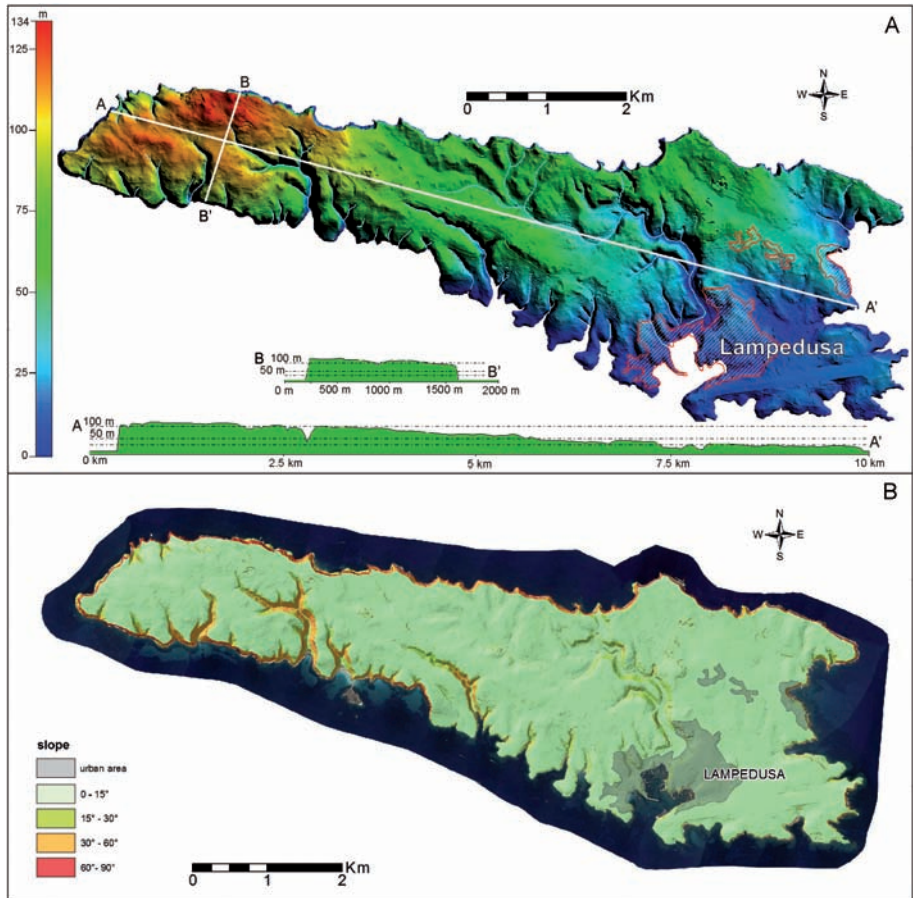 A
134 m
125
100
75
50
25
0
N
W E
S
0 1 2 Km
A
B
B'
A'
Lampedusa
B 100 m
50 m B'
0 m 500 m 1000 m 1500 m 2000 m
A 100 m
50 m A'
0 km 2.5 km 5 km 7.5 km 10 km
B
N
W E
S
LAMPEDUSA
slope
urban area
0 - 15°
15° - 30°
30° - 60°
60° - 90°
0 1 2 Km